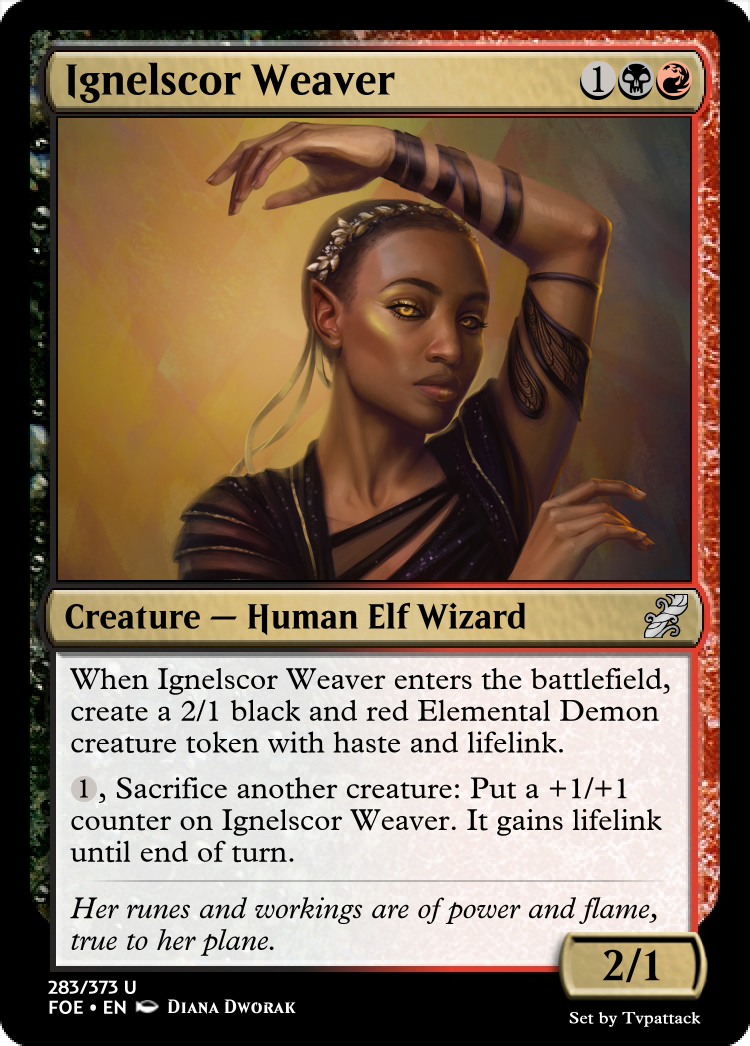 Ignelscor Weaver 1
Creature — Human Elf Wizard
When Ignelscor Weaver enters the battlefield,
create a 2/1 black and red Elemental Demon
creature token with haste and lifelink.
1, Sacrifice another creature: Put a +1/+1
counter on Ignelscor Weaver. It gains lifelink
until end of turn.
Her runes and workings are of power and flame,
true to her plane.
2/1
283/373 U
FOE • EN DIANA DWORAK
Set by Tvpattack